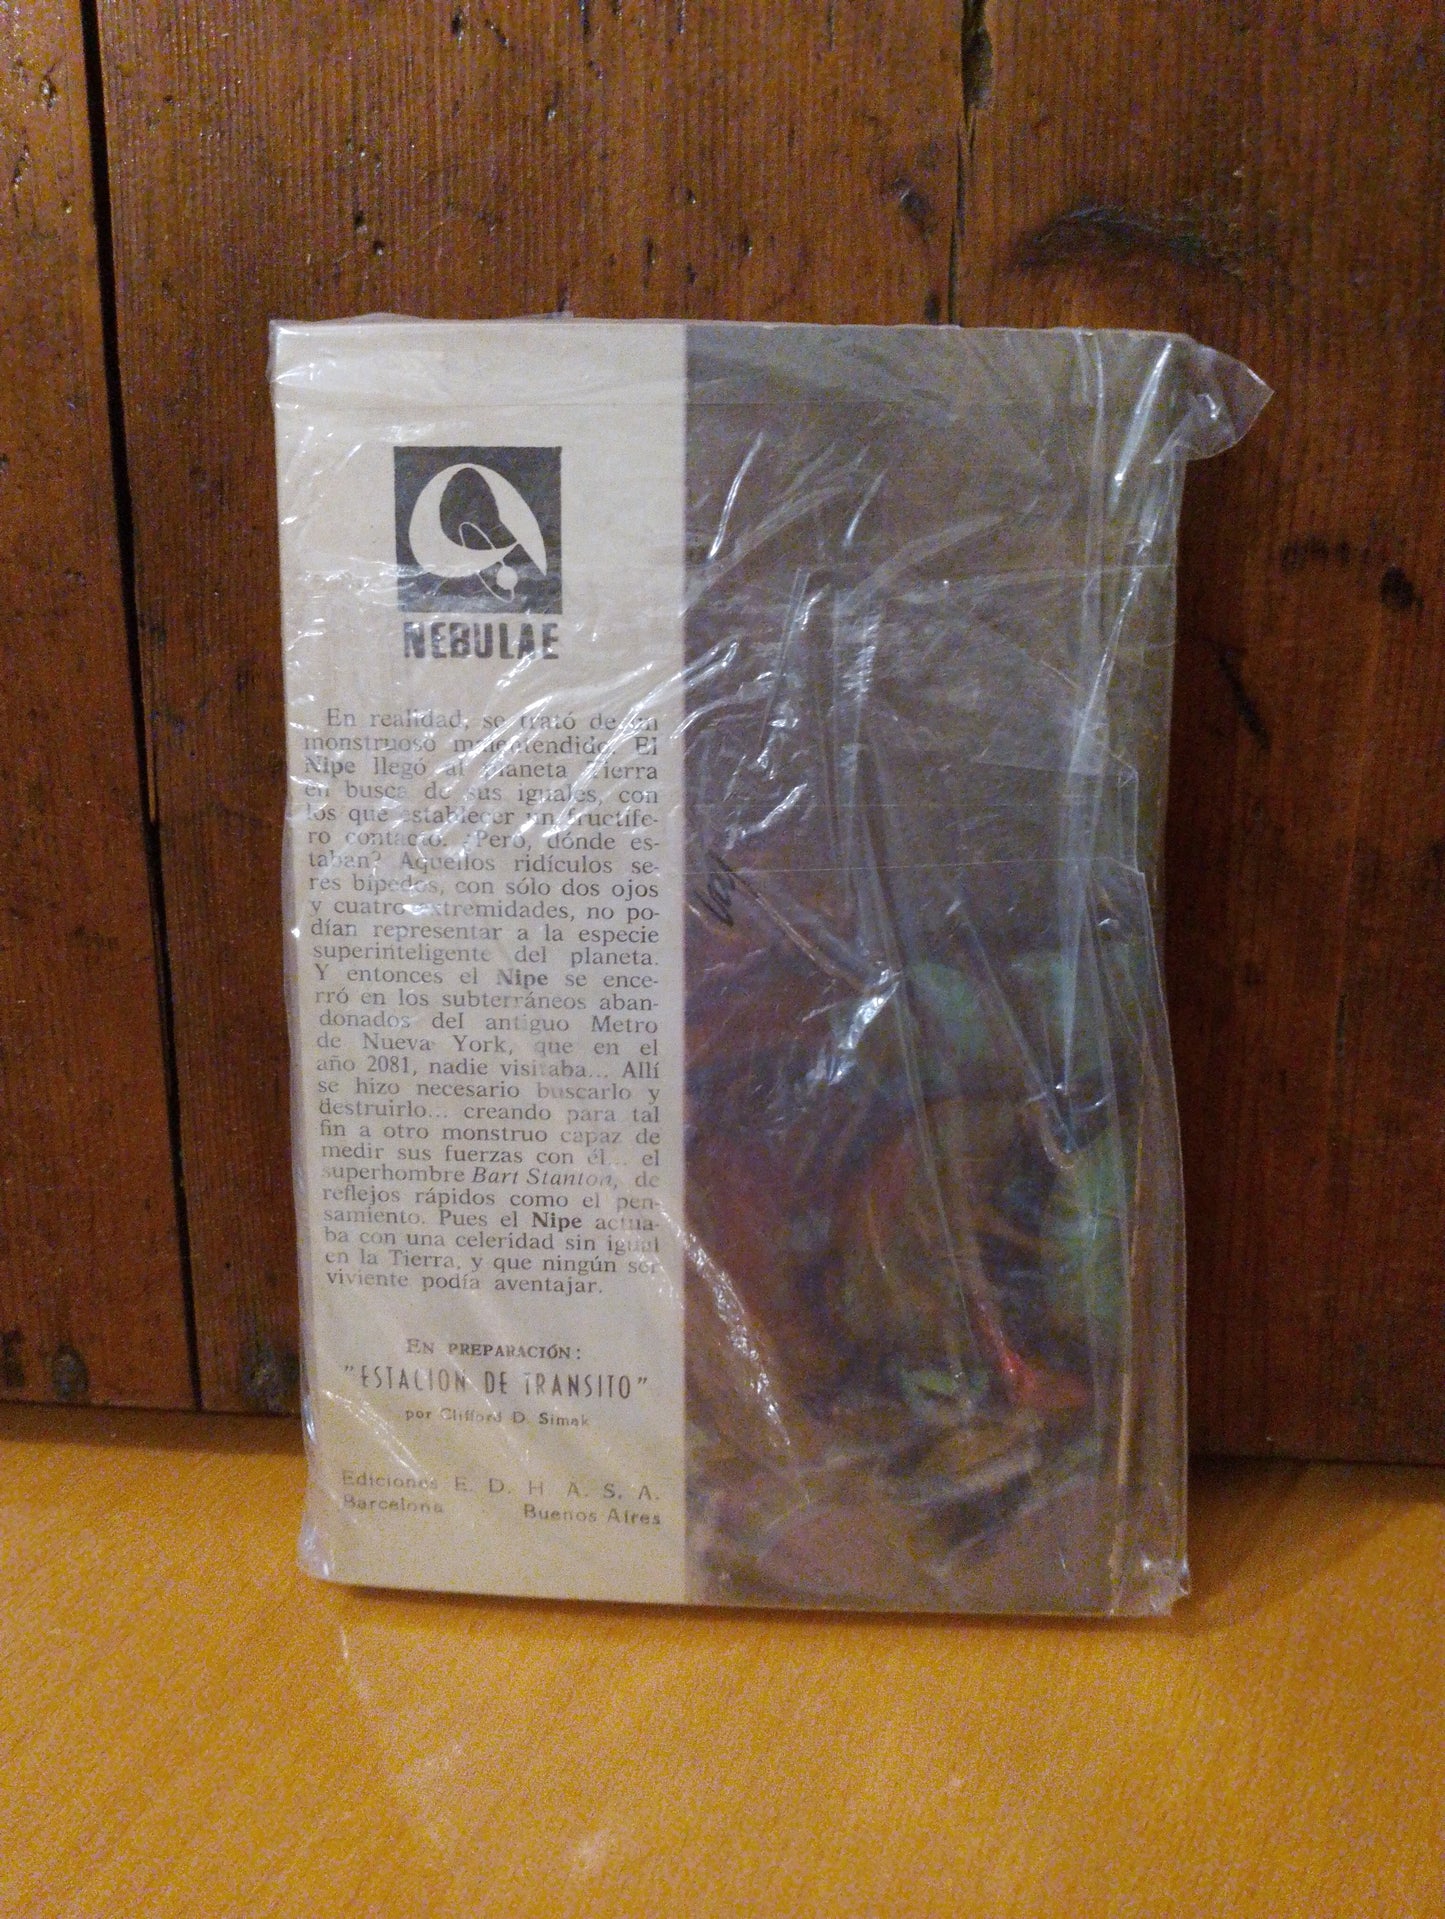 NEBULAE
En realidad, se trató de un
monstruoso malentendido. El
Nipe llegó al planeta Tierra
en busca de sus iguales, con
los que establecer un fructífe-
ro contacto. ¿Pero, dónde es-
taban? Aquellos ridículos se-
res bípedos, con sólo dos ojos
y cuatro extremidades, no po-
dían representar a la especie
superinteligente del planeta.
Y entonces el Nipe se ence-
rró en los subterráneos aban-
donados del antiguo Metro
de Nueva York, que en el
año 2081, nadie visitaba... Allí
se hizo necesario buscarlo y
destruirlo... creando para tal
fin a otro monstruo capaz de
medir sus fuerzas con él... el
superhombre Bart Stanton, de
reflejos rápidos como el pen-
samiento. Pues el Nipe actua-
ba con una celeridad sin igual
en la Tierra, y que ningún ser
viviente podía aventajar.
EN PREPARACIÓN:
"ESTACION DE TRANSITO"
por Clifford D. Simak
Ediciones E. D. H. A. S. A.
Barcelona Buenos Aires